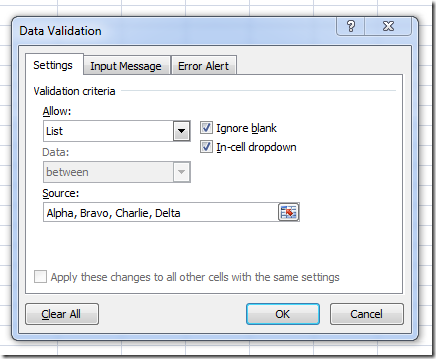 Data Validation
Settings Input Message Error Alert
Validation criteria
Allow:
List
Ignore blank
Data:
In-cell dropdown
between
Source:
Alpha, Bravo, Charlie, Delta
Apply these changes to all other cells with the same settings
Clear All OK Cancel